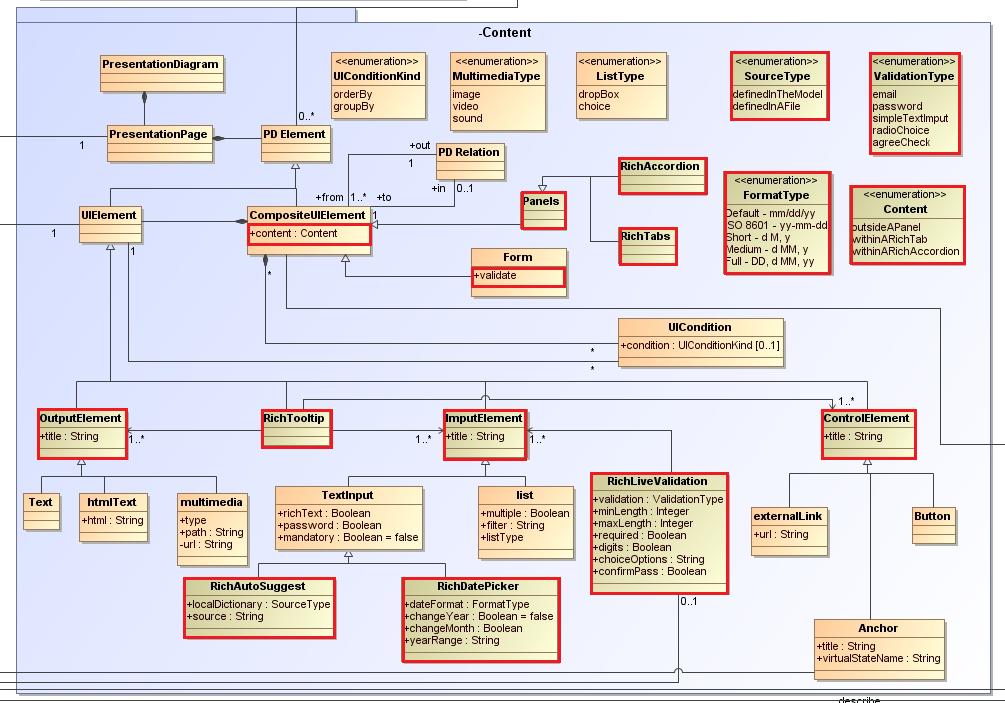 -Content
PresentationDiagram
<<enumeration>>
UIConditionKind
orderBy
groupBy
<<enumeration>>
MultimediaType
image
video
sound
<<enumeration>>
ListType
dropBox
choice
<<enumeration>>
SourceType
definedInTheModel
definedInAFile
<<enumeration>>
ValidationType
email
password
simpleTextImput
radioChoice
agreeCheck
0..*
1
PresentationPage
PD Element
+out
1
PD Relation
+in
0..1
+from
1..*
+to
1
RichAccordion
Panels
RichTabs
<<enumeration>>
FormatType
Default - mm/dd/yy
ISO 8601 - yy-mm-dd
Short - d M, y
Medium - d MM, y
Full - DD, d MM, yy
<<enumeration>>
Content
outsideAPanel
withinARichTab
withinARichAccordion
1
UIElement
1
CompositeUIElement
+content : Content
*
Form
+validate
UICondition
+condition : UIConditionKind [0..1]
*
*
OutputElement
+title : String
1..*
RichTooltip
1..*
ImputElement
+title : String
1..*
1..*
ControlElement
+title : String
Text
htmlText
+html : String
multimedia
+type
+path : String
-url : String
TextInput
+richText : Boolean
+password : Boolean
+mandatory : Boolean = false
list
+multiple : Boolean
+filter : String
+listType
RichLiveValidation
+validation : ValidationType
+minLength : Integer
+maxLength : Integer
+required : Boolean
+digits : Boolean
+choiceOptions : String
+confirmPass : Boolean
0..1
externalLink
+url : String
Button
RichAutoSuggest
+localDictionary : SourceType
+source : String
RichDatePicker
+dateFormat : FormatType
+changeYear : Boolean = false
+changeMonth : Boolean
+yearRange : String
Anchor
+title : String
+virtualStateName : String
describe